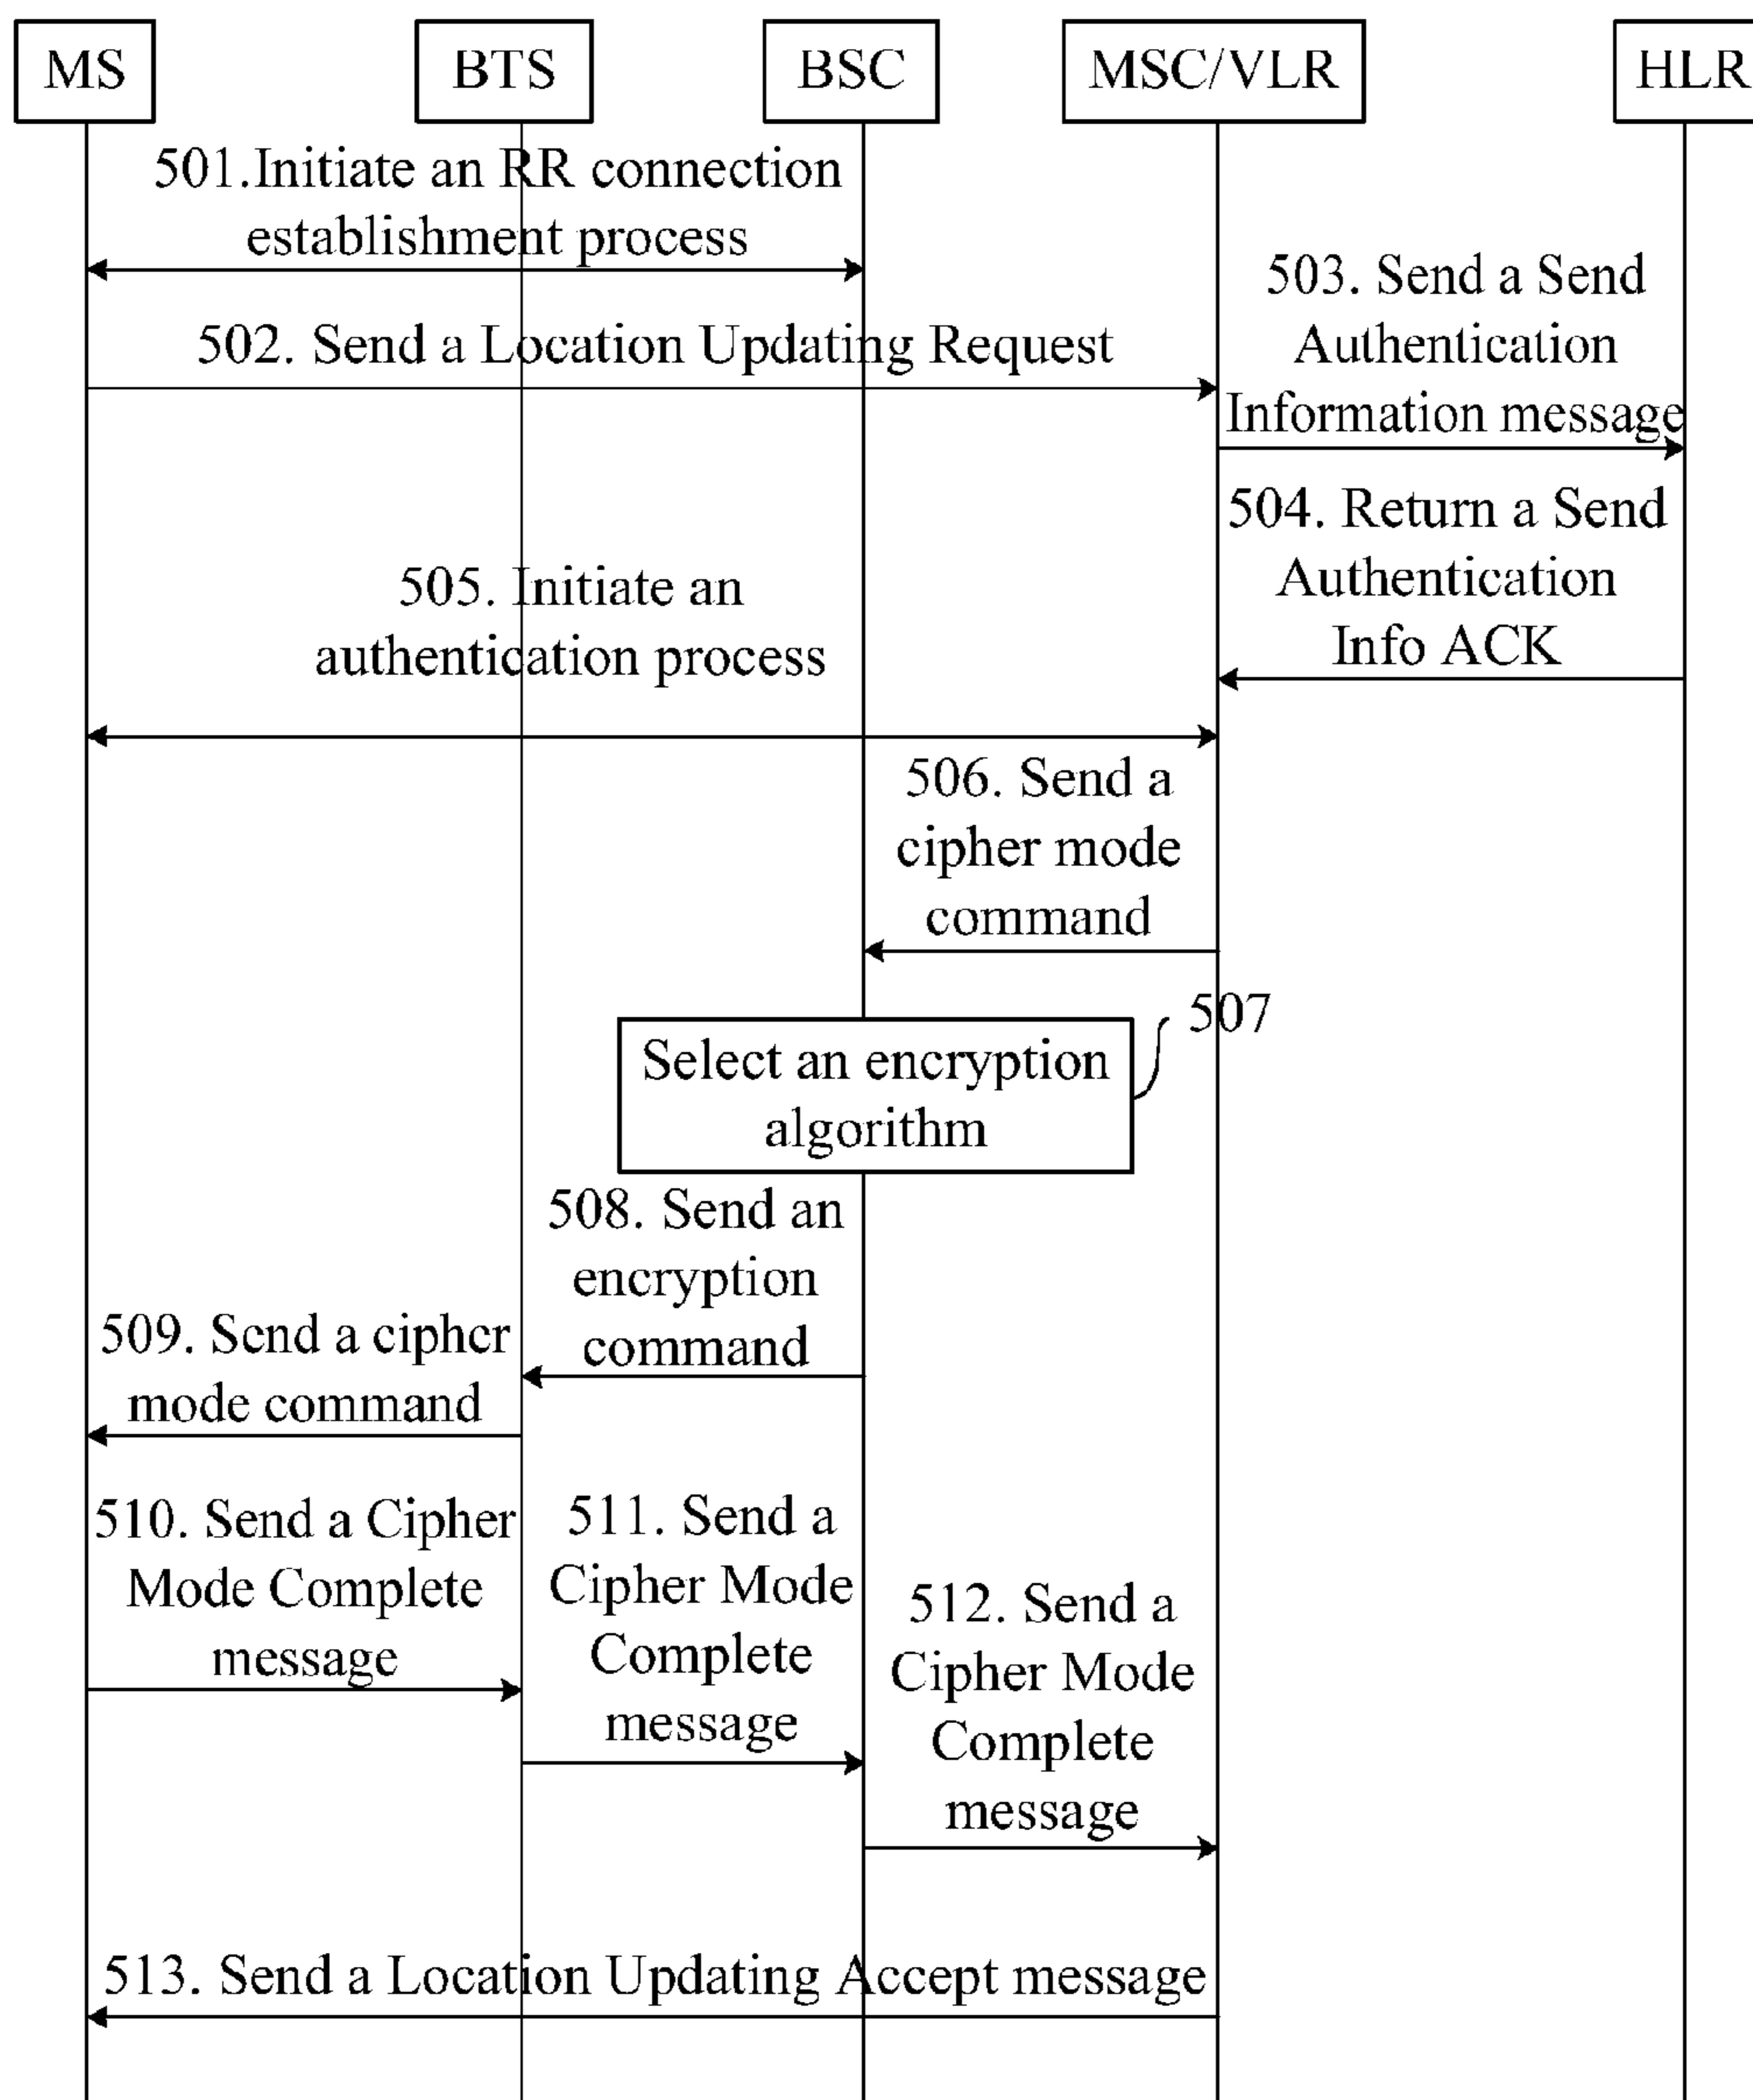 MS
BTS
BSC
MSC/VLR
HLR
501.Initiate an RR connection
establishment process
502. Send a Location Updating Request
503. Send a Send
Authentication
Information message
504. Return a Send
Authentication
Info ACK
505. Initiate an
authentication process
506. Send a
cipher mode
command
507
Select an encryption
algorithm
508. Send an
encryption
command
509. Send a cipher
mode command
510. Send a Cipher
Mode Complete
message
511. Send a
Cipher Mode
Complete
message
512. Send a
Cipher Mode
Complete
message
513. Send a Location Updating Accept message